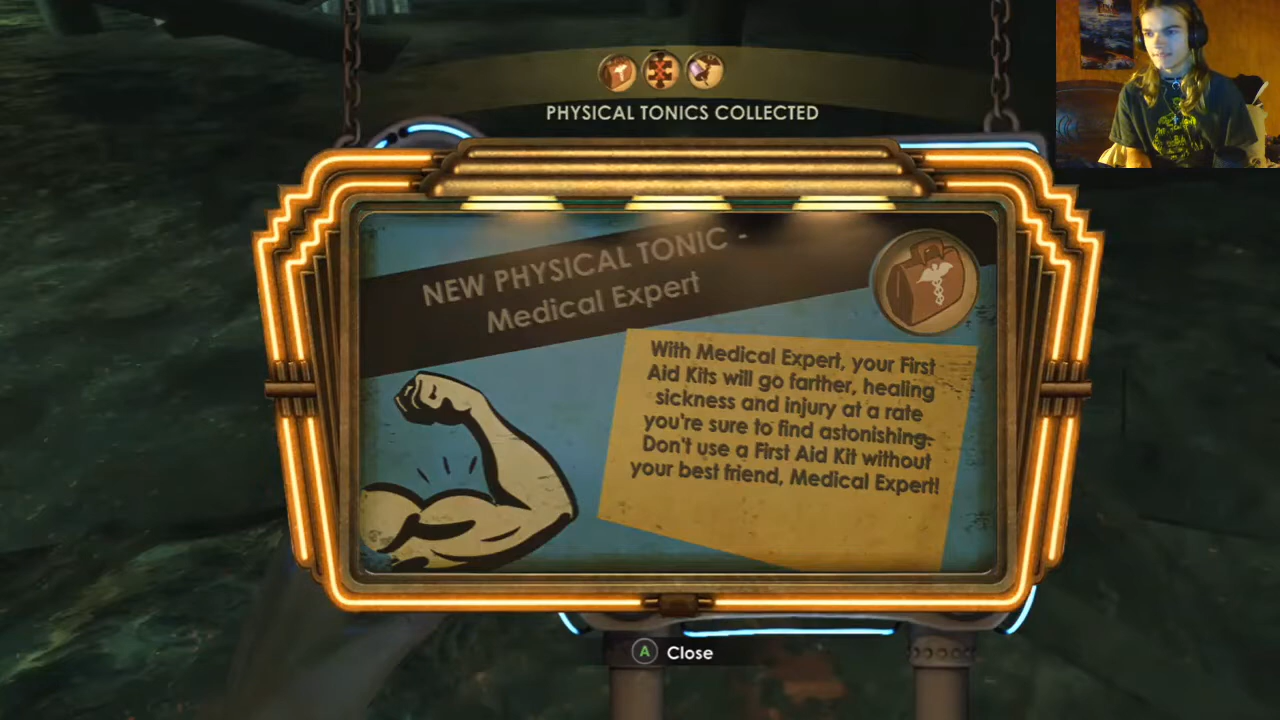 PHYSICAL TONICS COLLECTED
NEW PHYSICAL TONIC -
Medical Expert
With Medical Expert, your First
Aid Kits will go farther, healing
sickness and injury at a rate
you're sure to find astonishing.
Don't use a First Aid Kit without
your best friend, Medical Expert!
A Close